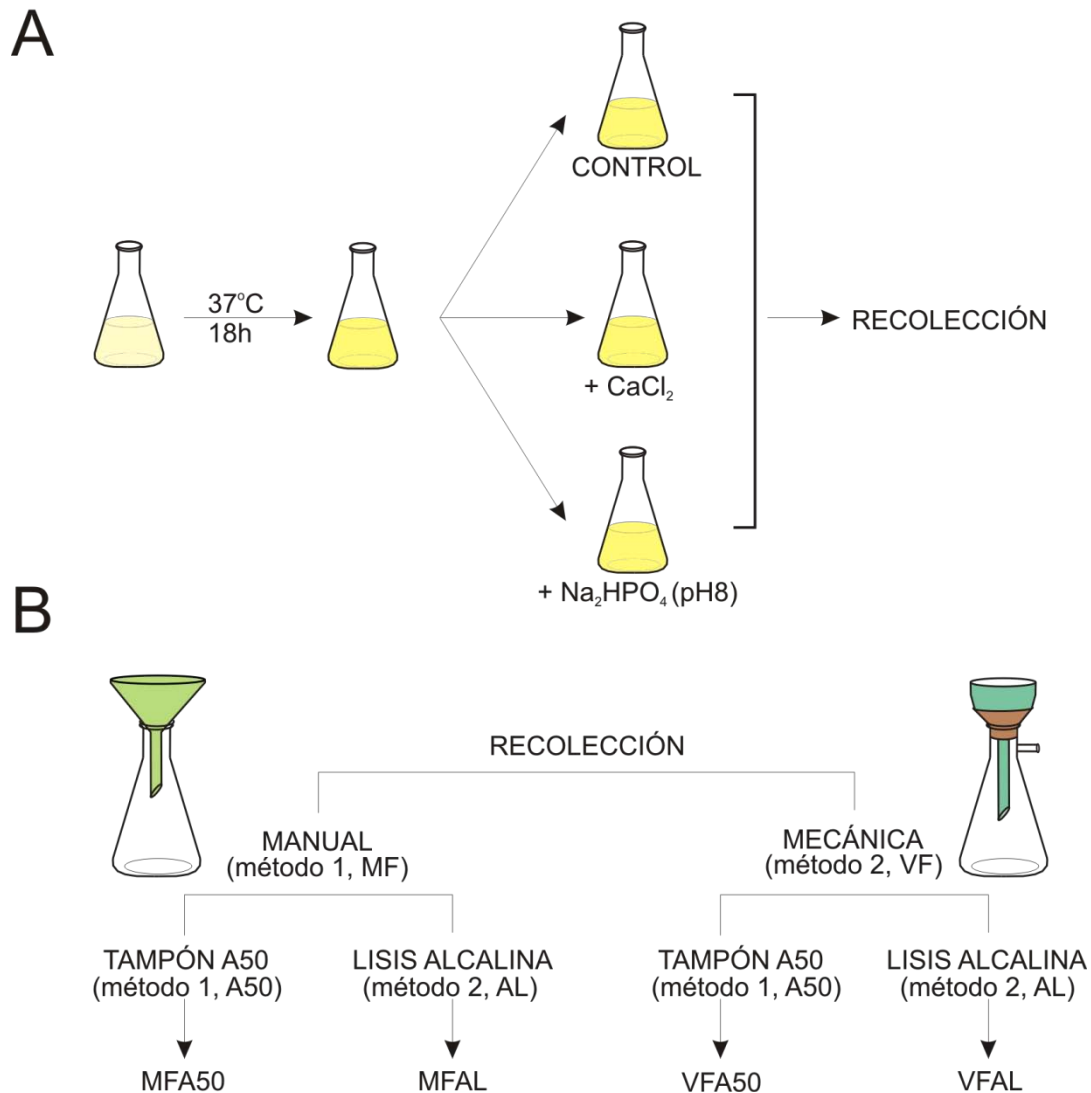 A
CONTROL
37°C
18h
RECOLECCIÓN
+ CaCl₂
+ Na₂HPO₄ (pH8)
B
RECOLECCIÓN
MANUAL
(método 1, MF)
MECÁNICA
(método 2, VF)
TAMPÓN A50
(método 1, A50)
LISIS ALCALINA
(método 2, AL)
TAMPÓN A50
(método 1, A50)
LISIS ALCALINA
(método 2, AL)
MFA50
MFAL
VFA50
VFAL